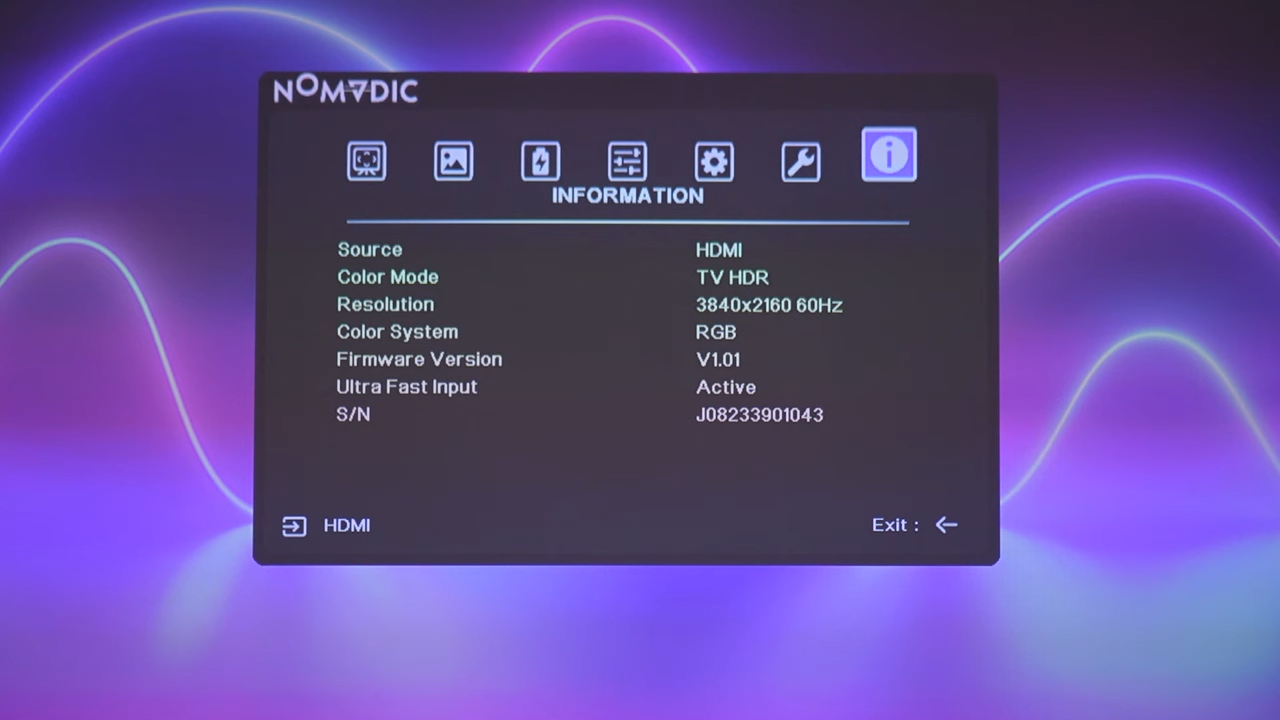 NOMADIC
INFORMATION
Source HDMI
Color Mode TV HDR
Resolution 3840x2160 60Hz
Color System RGB
Firmware Version V1.01
Ultra Fast Input Active
S/N J08233901043
HDMI Exit :